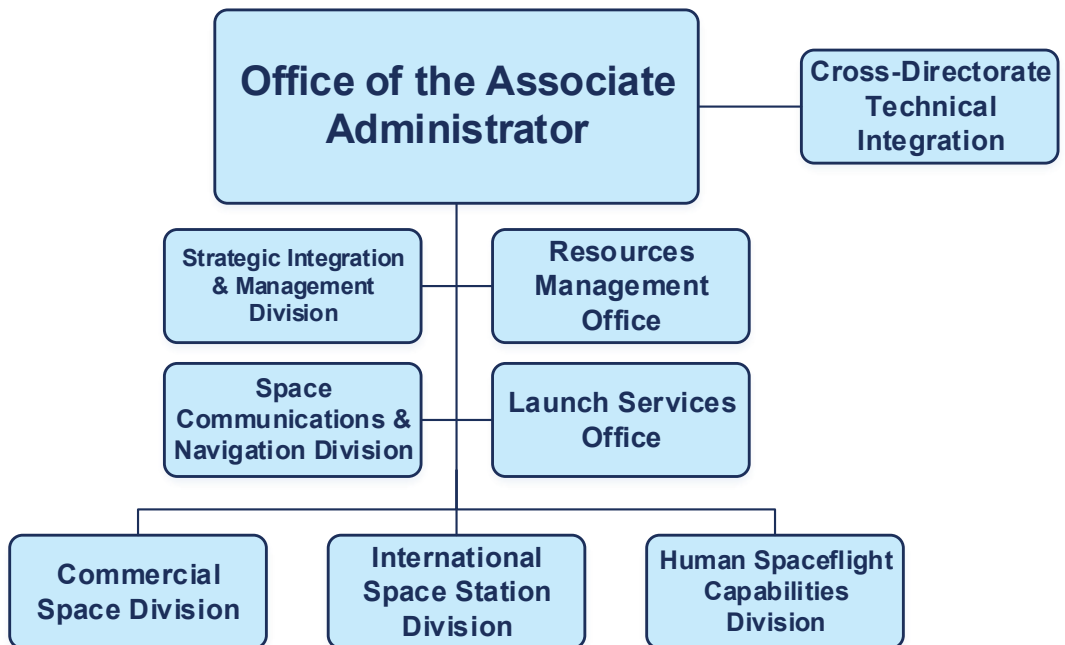 Office of the Associate
Administrator
Cross-Directorate
Technical
Integration
Strategic Integration
& Management
Division
Resources
Management
Office
Space
Communications &
Navigation Division
Launch Services
Office
Commercial
Space Division
International
Space Station
Division
Human Spaceflight
Capabilities
Division